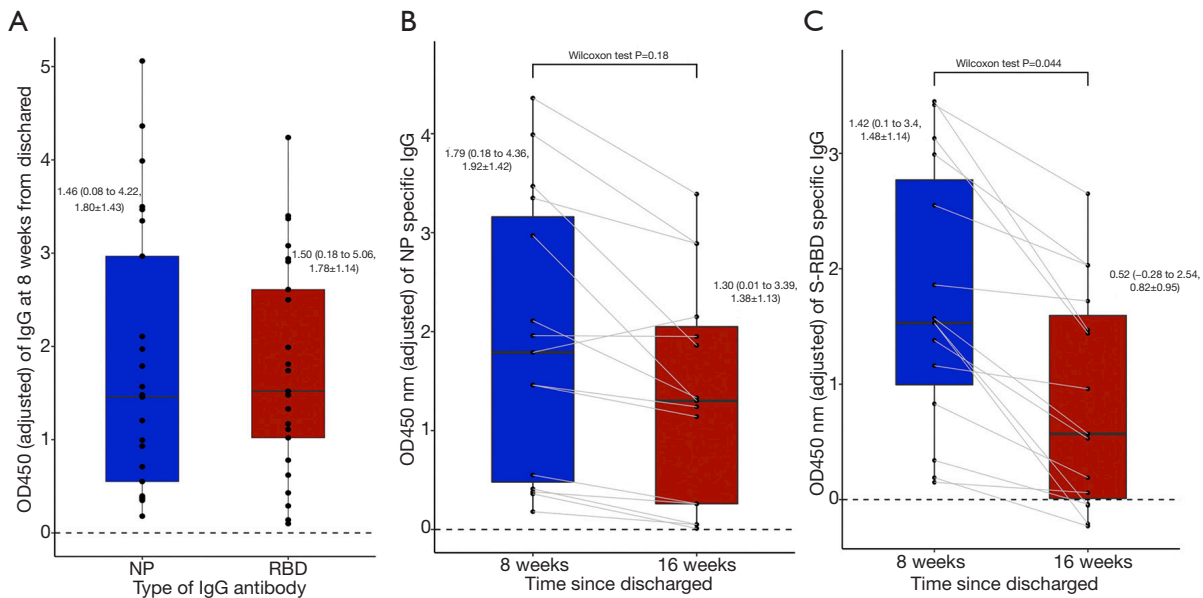 A
OD450 (adjusted) of IgG at 8 weeks from dischared
5
4
3
2
1
0
1.46 (0.08 to 4.22,
1.80±1.43)
1.50 (0.18 to 5.06,
1.78±1.14)
NP
RBD
Type of IgG antibody
B
OD450 nm (adjusted) of NP specific IgG
4
3
2
1
0
Wilcoxon test P=0.18
1.79 (0.18 to 4.36,
1.92±1.42)
1.30 (0.01 to 3.39,
1.38±1.13)
8 weeks
16 weeks
Time since discharged
C
OD450 nm (adjusted) of S-RBD specific IgG
3
2
1
0
Wilcoxon test P=0.044
1.42 (0.1 to 3.4,
1.48±1.14)
0.52 (−0.28 to 2.54,
0.82±0.95)
8 weeks
16 weeks
Time since discharged